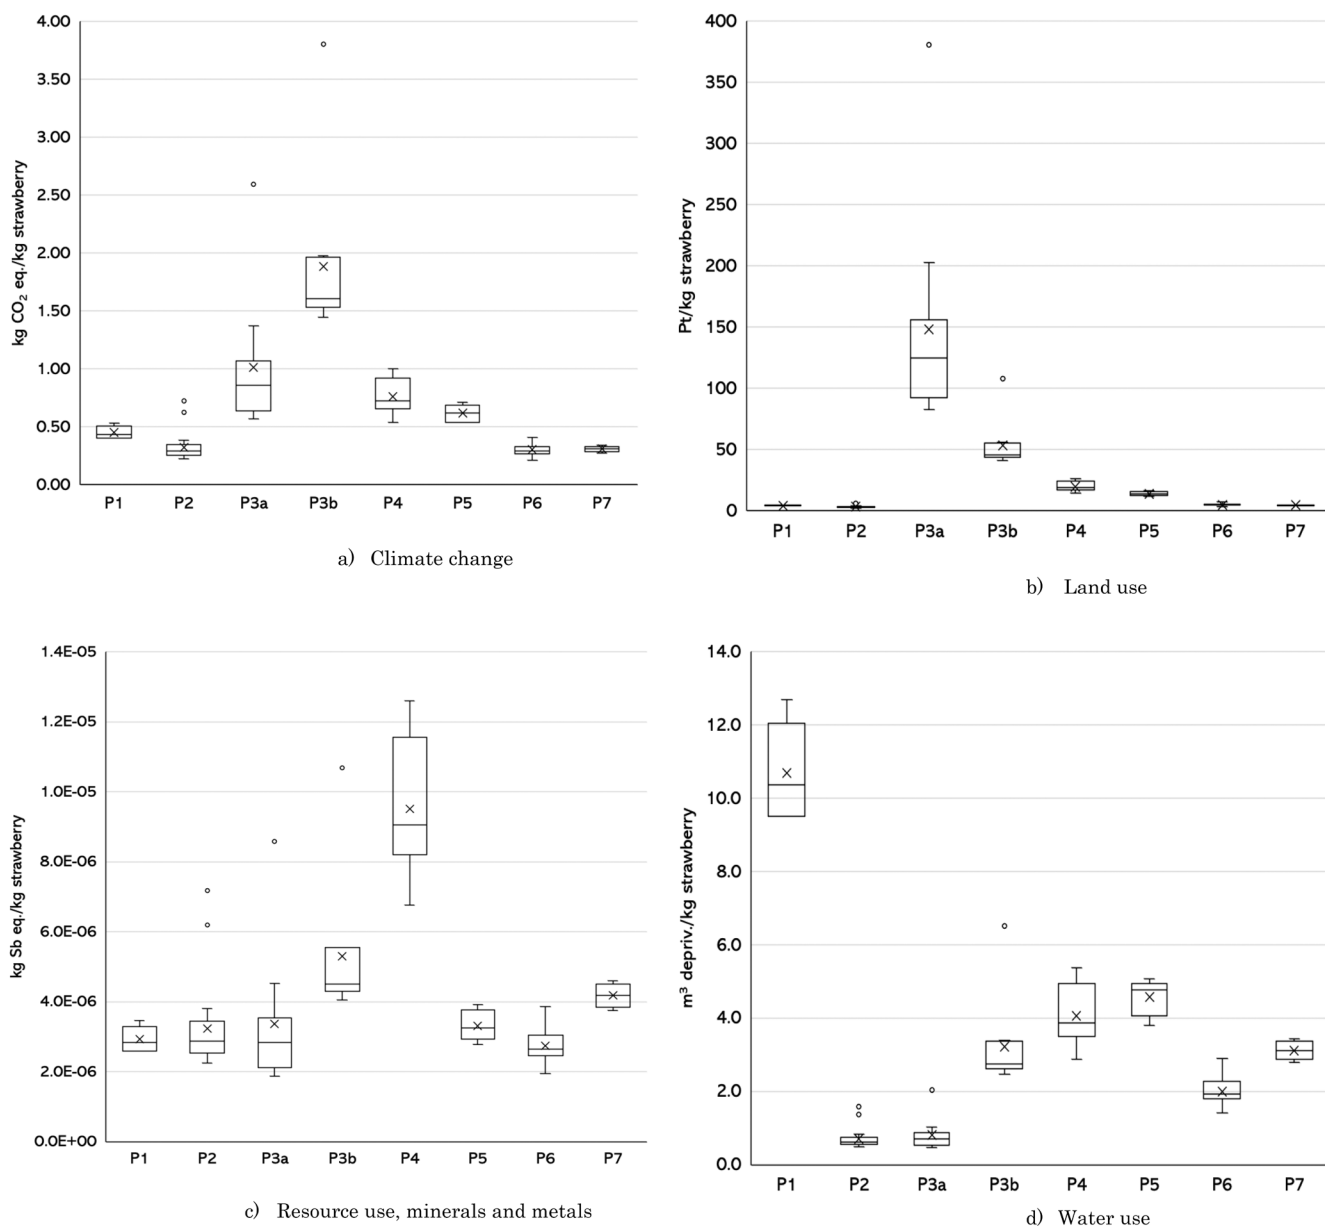 4.00
3.50
3.00
2.50
2.00
1.50
1.00
0.50
0.00
kg CO₂ eq./kg strawberry
P1 P2 P3a P3b P4 P5 P6 P7
a) Climate change
400
350
300
250
200
150
100
50
0
Pt/kg strawberry
P1 P2 P3a P3b P4 P5 P6 P7
b) Land use
1.4E-05
1.2E-05
1.0E-05
8.0E-06
6.0E-06
4.0E-06
2.0E-06
0.0E+00
kg Sb eq./kg strawberry
P1 P2 P3a P3b P4 P5 P6 P7
c) Resource use, minerals and metals
14.0
12.0
10.0
8.0
6.0
4.0
2.0
0.0
m³ depriv./kg strawberry
P1 P2 P3a P3b P4 P5 P6 P7
d) Water use